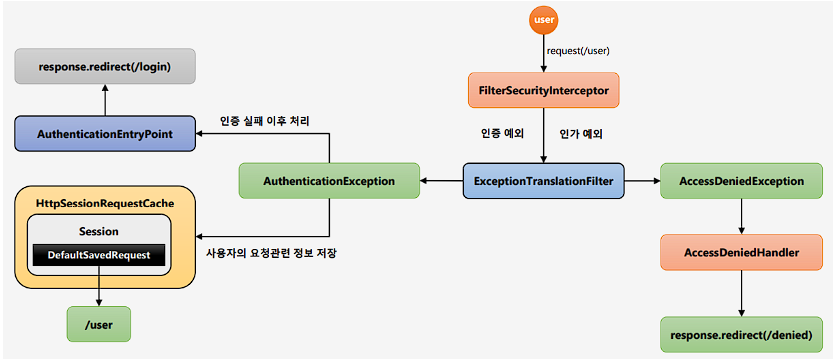 user
request(/user)
response.redirect(/login)
FilterSecurityInterceptor
AuthenticationEntryPoint
인증 실패 이후 처리
인증 예외
인가 예외
AuthenticationException
ExceptionTranslationFilter
AccessDeniedException
HttpSessionRequestCache
Session
DefaultSavedRequest
사용자의 요청관련 정보 저장
AccessDeniedHandler
/user
response.redirect(/denied)